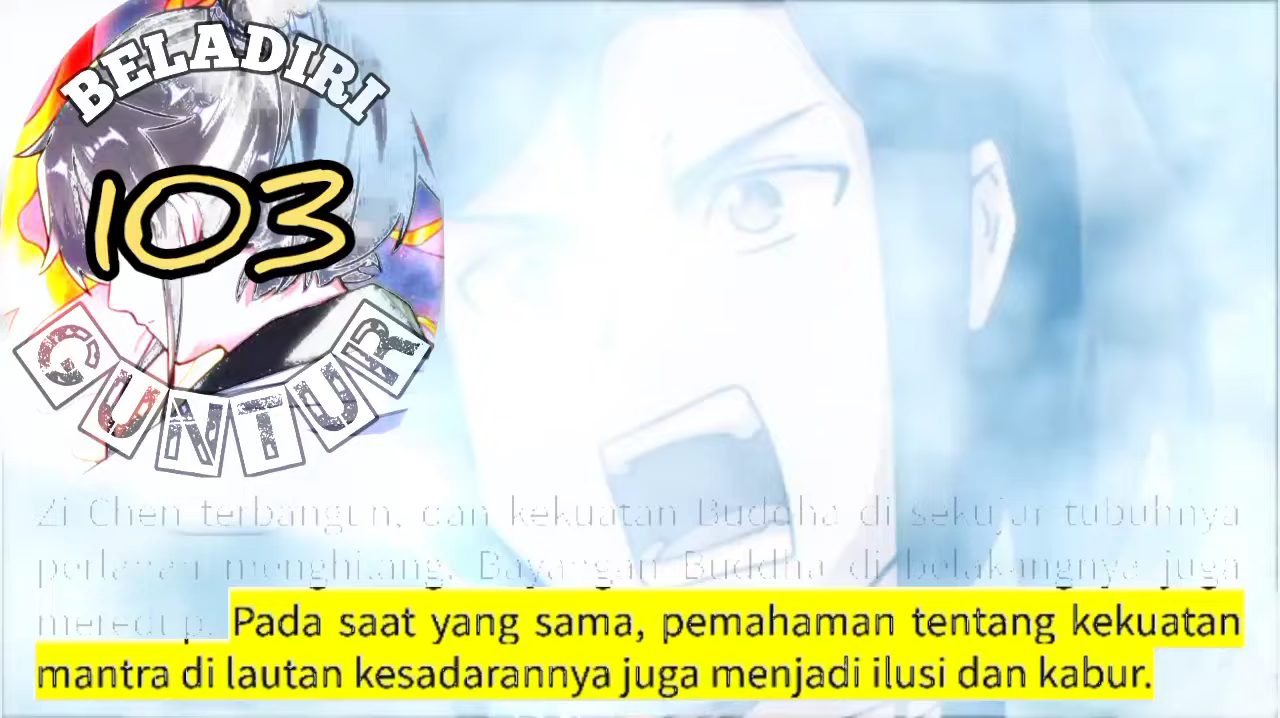 BELADIRI
103
GUNTUR
Zi Chen terbangun, dan kekuatan Buddha di sekujur tubuhnya
perlahan menghilang. Bayangan Buddha di belakangnya juga
meredup. Pada saat yang sama, pemahaman tentang kekuatan
mantra di lautan kesadarannya juga menjadi ilusi dan kabur.